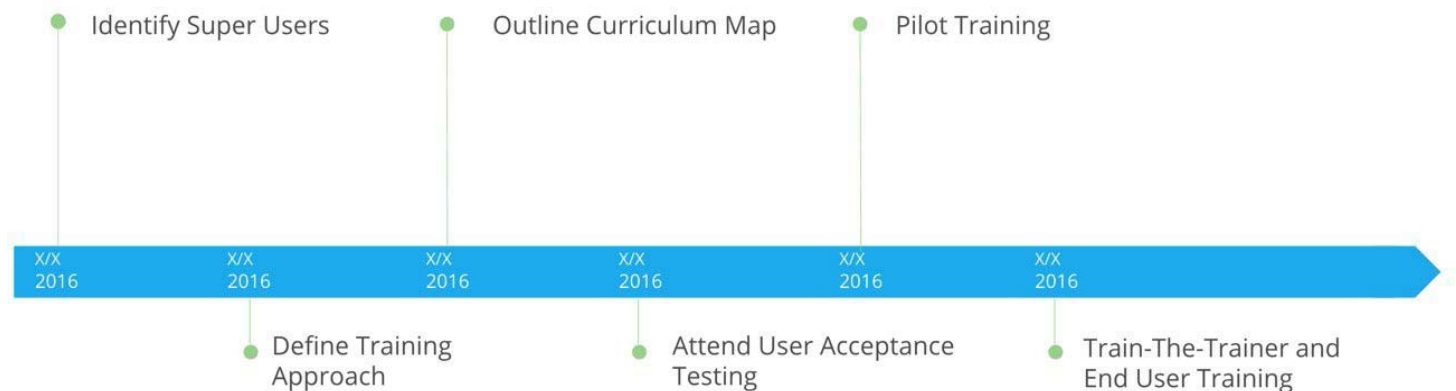 Identify Super Users
Outline Curriculum Map
Pilot Training
X/X
2016
X/X
2016
X/X
2016
X/X
2016
X/X
2016
X/X
2016
Define Training
Approach
Attend User Acceptance
Testing
Train-The-Trainer and
End User Training